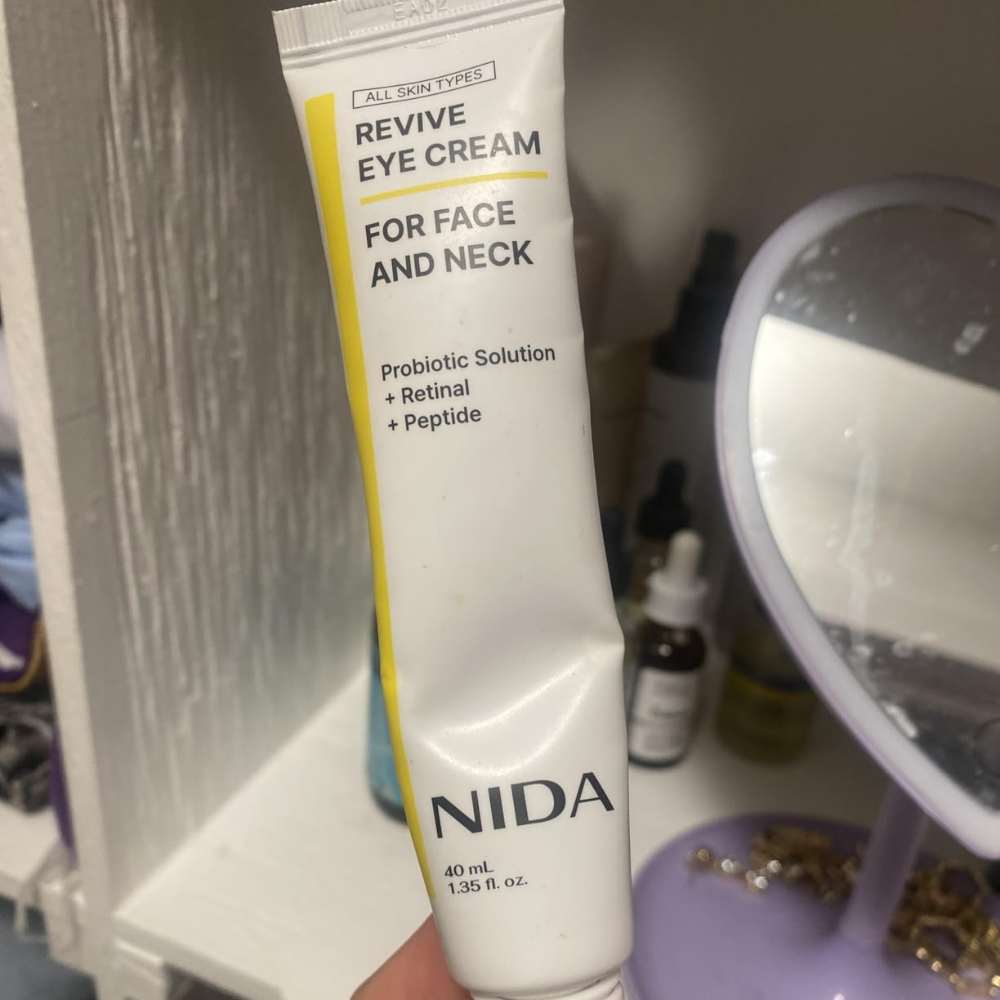 ALL SKIN TYPES
REVIVE
EYE CREAM
FOR FACE
AND NECK
Probiotic Solution
+ Retinal
+ Peptide
NIDA
40 mL
1.35 fl. oz.